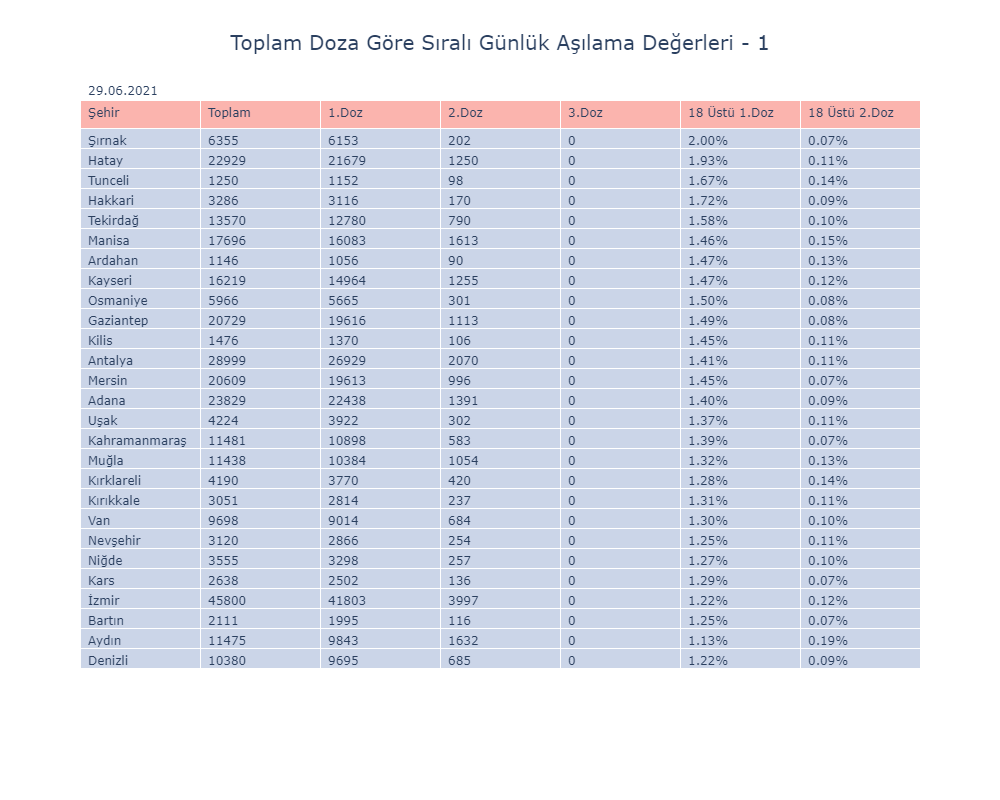 Toplam Doza Göre Sıralı Günlük Aşılama Değerleri - 1
29.06.2021
Şehir Toplam 1.Doz 2.Doz 3.Doz 18 Üstü 1.Doz 18 Üstü 2.Doz
Şırnak 6355 6153 202 0 2.00% 0.07%
Hatay 22929 21679 1250 0 1.93% 0.11%
Tunceli 1250 1152 98 0 1.67% 0.14%
Hakkari 3286 3116 170 0 1.72% 0.09%
Tekirdağ 13570 12780 790 0 1.58% 0.10%
Manisa 17696 16083 1613 0 1.46% 0.15%
Ardahan 1146 1056 90 0 1.47% 0.13%
Kayseri 16219 14964 1255 0 1.47% 0.12%
Osmaniye 5966 5665 301 0 1.50% 0.08%
Gaziantep 20729 19616 1113 0 1.49% 0.08%
Kilis 1476 1370 106 0 1.45% 0.11%
Antalya 28999 26929 2070 0 1.41% 0.11%
Mersin 20609 19613 996 0 1.45% 0.07%
Adana 23829 22438 1391 0 1.40% 0.09%
Uşak 4224 3922 302 0 1.37% 0.11%
Kahramanmaraş 11481 10898 583 0 1.39% 0.07%
Muğla 11438 10384 1054 0 1.32% 0.13%
Kırklareli 4190 3770 420 0 1.28% 0.14%
Kırıkkale 3051 2814 237 0 1.31% 0.11%
Van 9698 9014 684 0 1.30% 0.10%
Nevşehir 3120 2866 254 0 1.25% 0.11%
Niğde 3555 3298 257 0 1.27% 0.10%
Kars 2638 2502 136 0 1.29% 0.07%
İzmir 45800 41803 3997 0 1.22% 0.12%
Bartın 2111 1995 116 0 1.25% 0.07%
Aydın 11475 9843 1632 0 1.13% 0.19%
Denizli 10380 9695 685 0 1.22% 0.09%